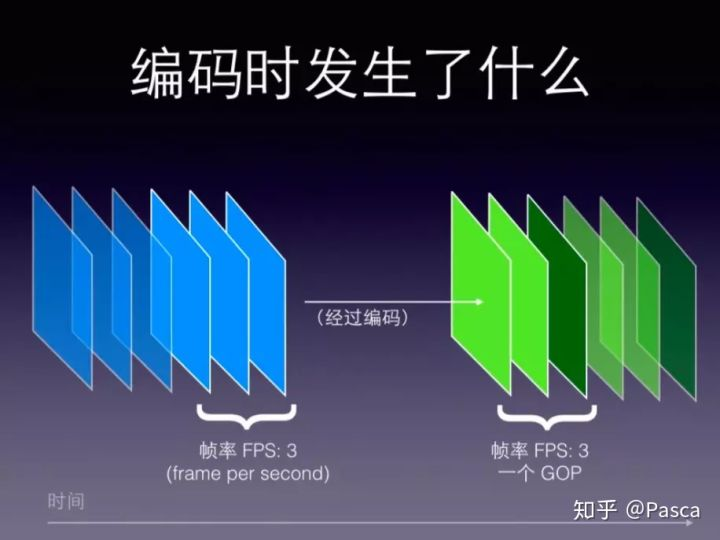 编码时发生了什么
（经过编码）
帧率 FPS: 3
(frame per second)
帧率 FPS: 3
一个 GOP
时间
知乎 @Pasca